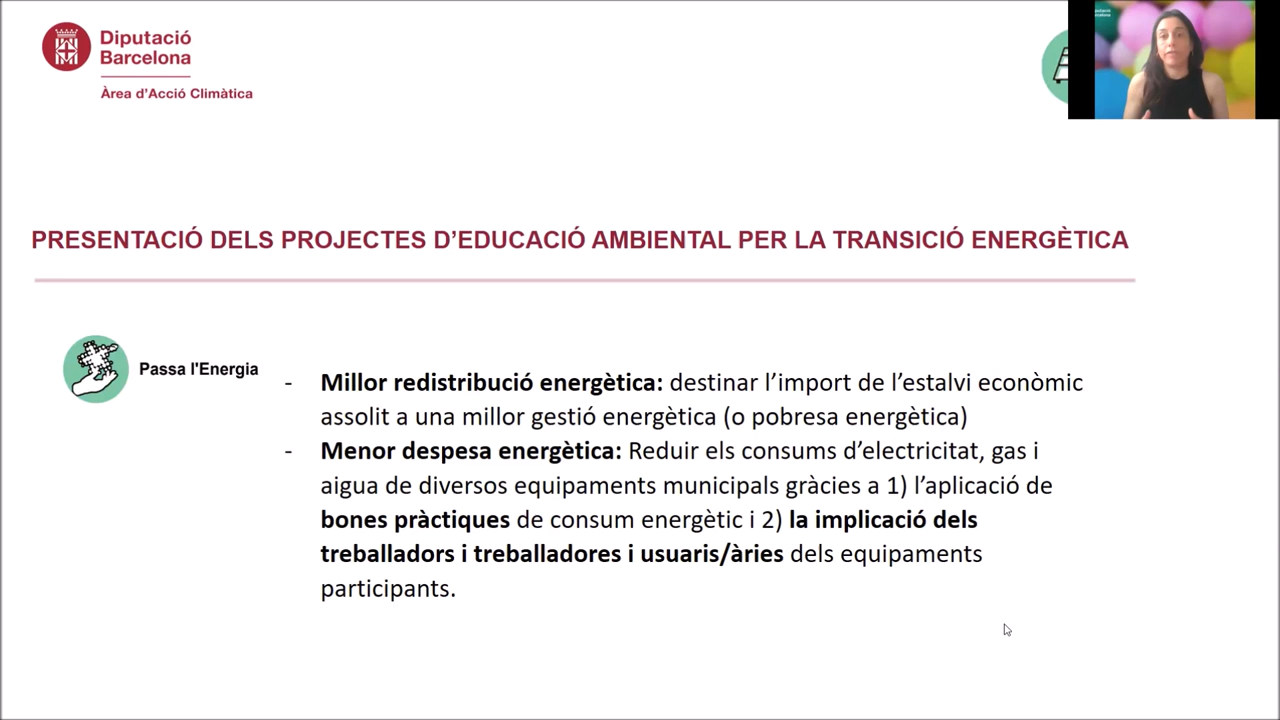 Diputació
Barcelona
Àrea d'Acció Climàtica
PRESENTACIÓ DELS PROJECTES D’EDUCACIÓ AMBIENTAL PER LA TRANSICIÓ ENERGÈTICA
Passa l'Energia
- Millor redistribució energètica: destinar l’import de l’estalvi econòmic
assolit a una millor gestió energètica (o pobresa energètica)
- Menor despesa energètica: Reduir els consums d’electricitat, gas i
aigua de diversos equipaments municipals gràcies a 1) l’aplicació de
bones pràctiques de consum energètic i 2) la implicació dels
treballadors i treballadores i usuaris/àries dels equipaments
participants.